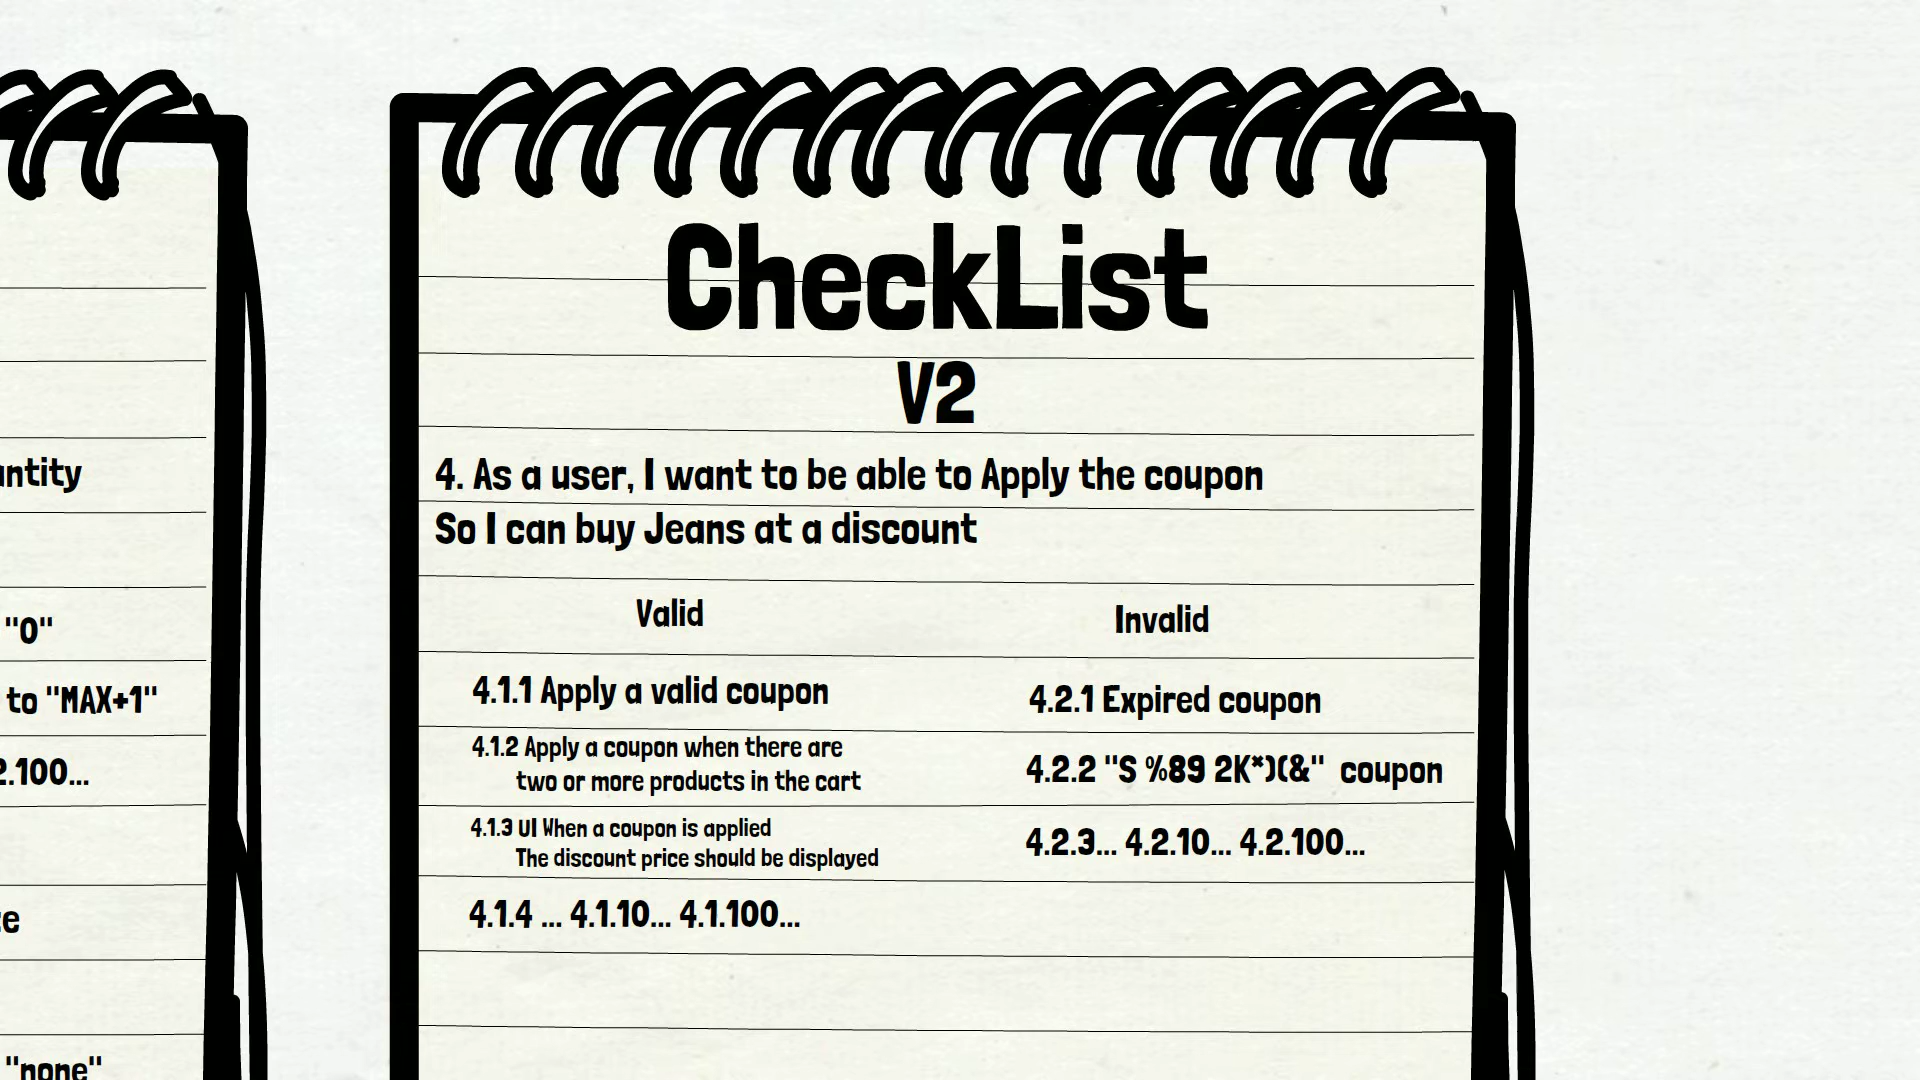 antity
"0"
to "MAX+1"
2.100...
te
"none"
CheckList
V2
4. As a user, I want to be able to Apply the coupon
So I can buy Jeans at a discount
Valid
Invalid
4.1.1 Apply a valid coupon
4.2.1 Expired coupon
4.1.2 Apply a coupon when there are
two or more products in the cart
4.2.2 "S %89 2K*)(&" coupon
4.1.3 UI When a coupon is applied
The discount price should be displayed
4.2.3... 4.2.10... 4.2.100...
4.1.4 ... 4.1.10... 4.1.100...